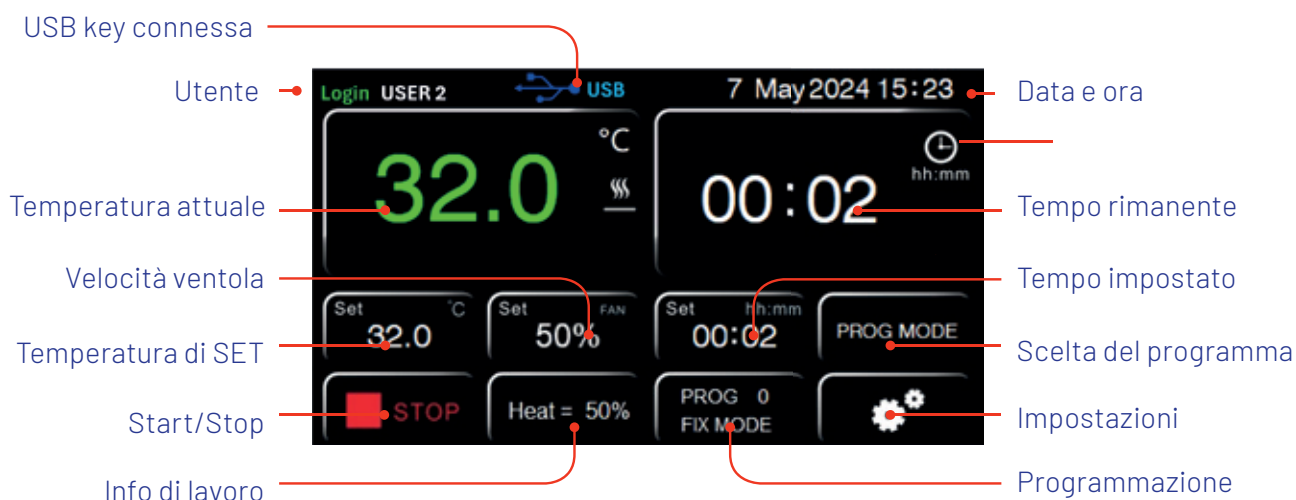 USB key connessa
Utente
Login USER 2 USB 7 May 2024 15:23
Data e ora
°C
hh:mm
32.0
00:02
Temperatura attuale
Tempo rimanente
Velocità ventola
Tempo impostato
Set °C
32.0
Set FAN
50%
Set hh:mm
00:02
PROG MODE
Temperatura di SET
Scelta del programma
STOP
Heat = 50%
PROG 0
FIX MODE
Start/Stop
Impostazioni
Info di lavoro
Programmazione